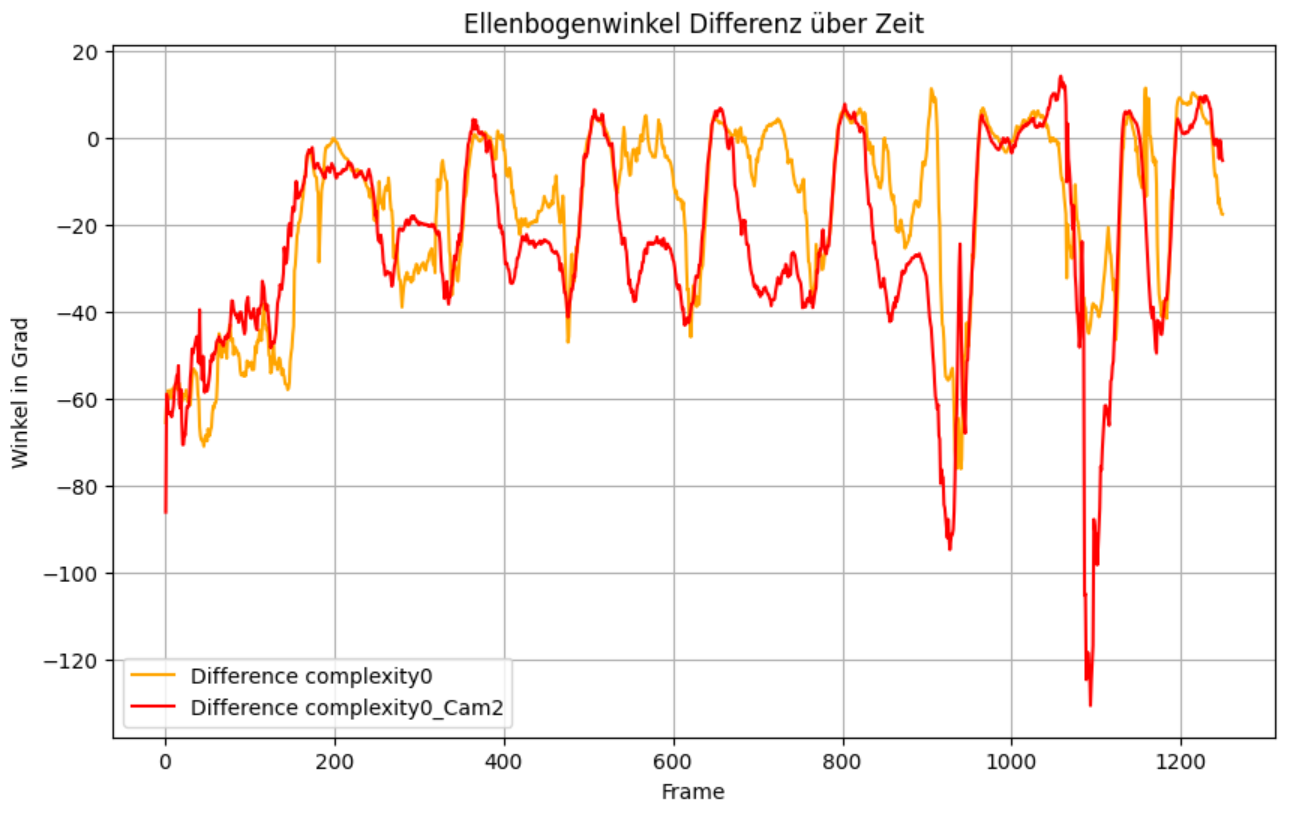 Ellenbogenwinkel Differenz über Zeit
20
0
−20
−40
−60
−80
−100
−120
Winkel in Grad
Difference complexity0
Difference complexity0_Cam2
0 200 400 600 800 1000 1200
Frame